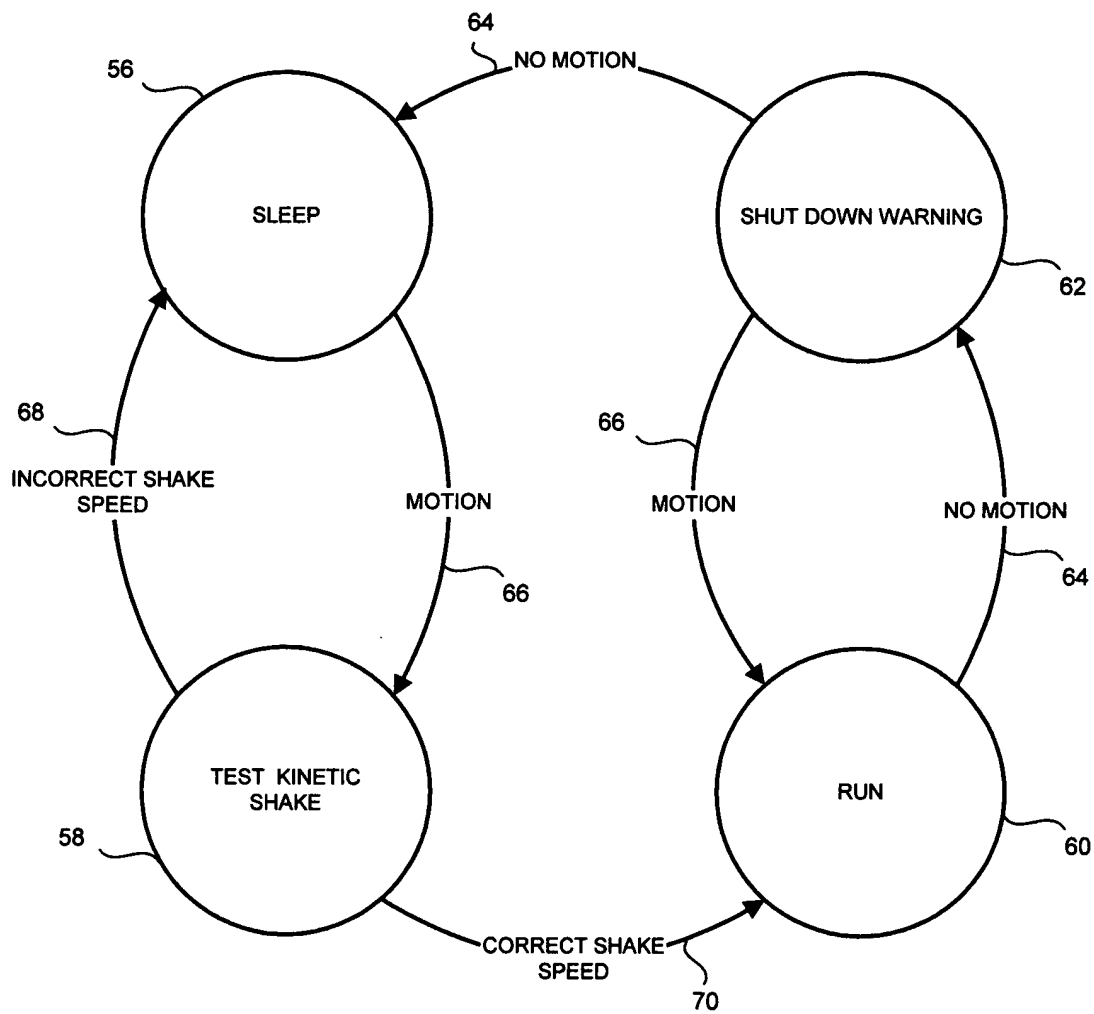 64
NO MOTION
56
SLEEP
SHUT DOWN WARNING
62
68
66
INCORRECT SHAKE
SPEED
MOTION
MOTION
NO MOTION
66
64
TEST KINETIC
SHAKE
RUN
58
60
CORRECT SHAKE
SPEED
70